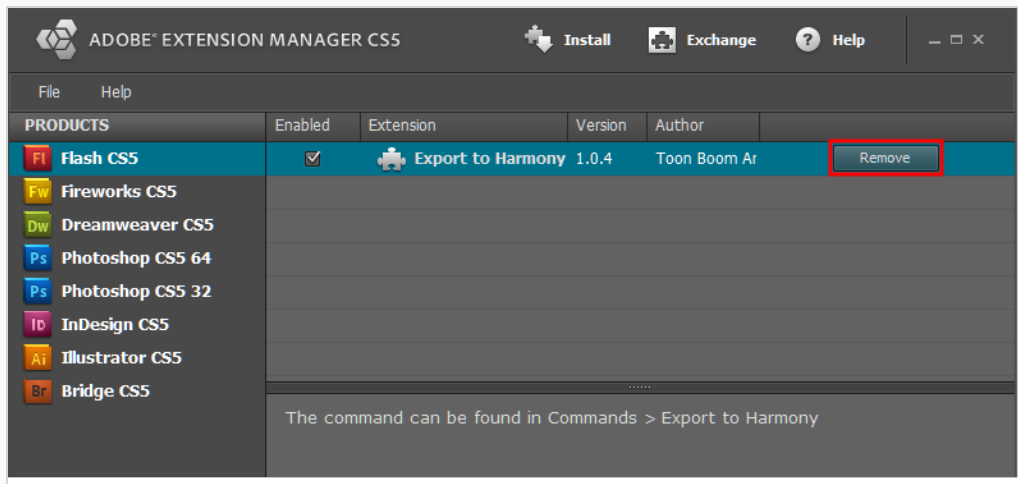 ADOBE® EXTENSION MANAGER CS5 Install Exchange ? Help
File Help
PRODUCTS Enabled Extension Version Author
Fl Flash CS5 Export to Harmony 1.0.4 Toon Boom Ar Remove
Fw Fireworks CS5
Dw Dreamweaver CS5
Ps Photoshop CS5 64
Ps Photoshop CS5 32
ID InDesign CS5
Ai Illustrator CS5
Br Bridge CS5
The command can be found in Commands > Export to Harmony